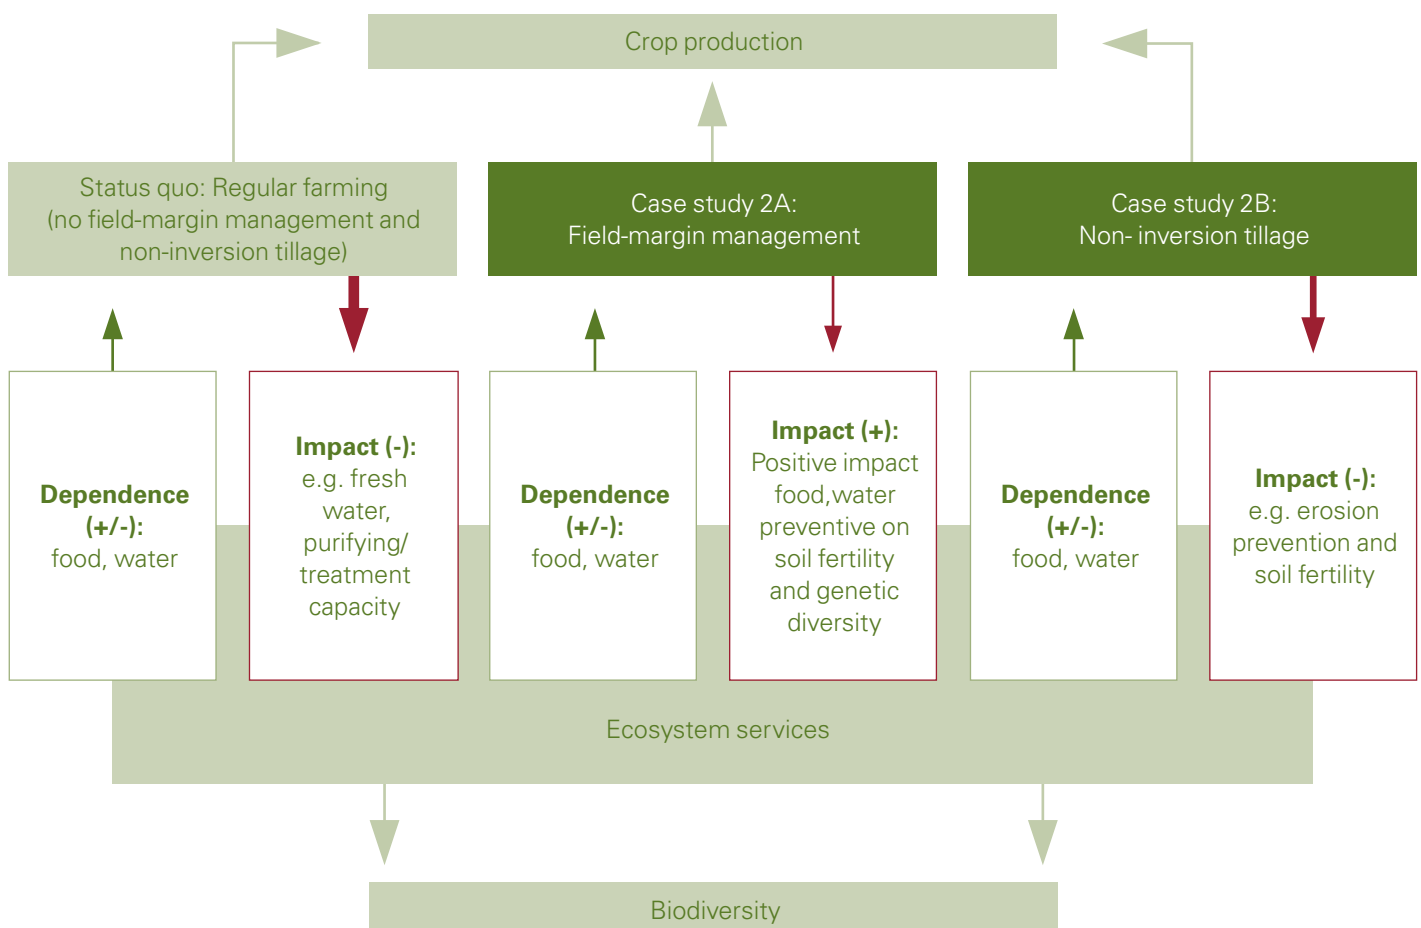 Crop production
Status quo: Regular farming
(no field-margin management and
non-inversion tillage)
Case study 2A:
Field-margin management
Case study 2B:
Non- inversion tillage
Dependence
(+/-):
food, water
Impact (-):
e.g. fresh
water,
purifying/
treatment
capacity
Dependence
(+/-):
food, water
Impact (+):
Positive impact
food,water
preventive on
soil fertility
and genetic
diversity
Dependence
(+/-):
food, water
Impact (-):
e.g. erosion
prevention and
soil fertility
Ecosystem services
Biodiversity